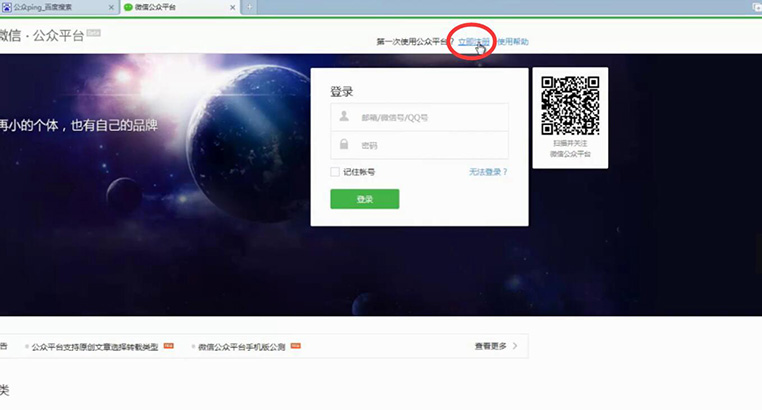 公众ping_百度搜索
微信公众平台
微信 · 公众平台
第一次使用公众平台？ 立即注册 使用帮助
再小的个体，也有自己的品牌
登录
邮箱/微信号/QQ号
密码
记住帐号
无法登录？
登录
扫描并关注
微信公众平台
告
公众平台支持原创文章选择转载类型
微信公众平台手机版公测
查看更多
类